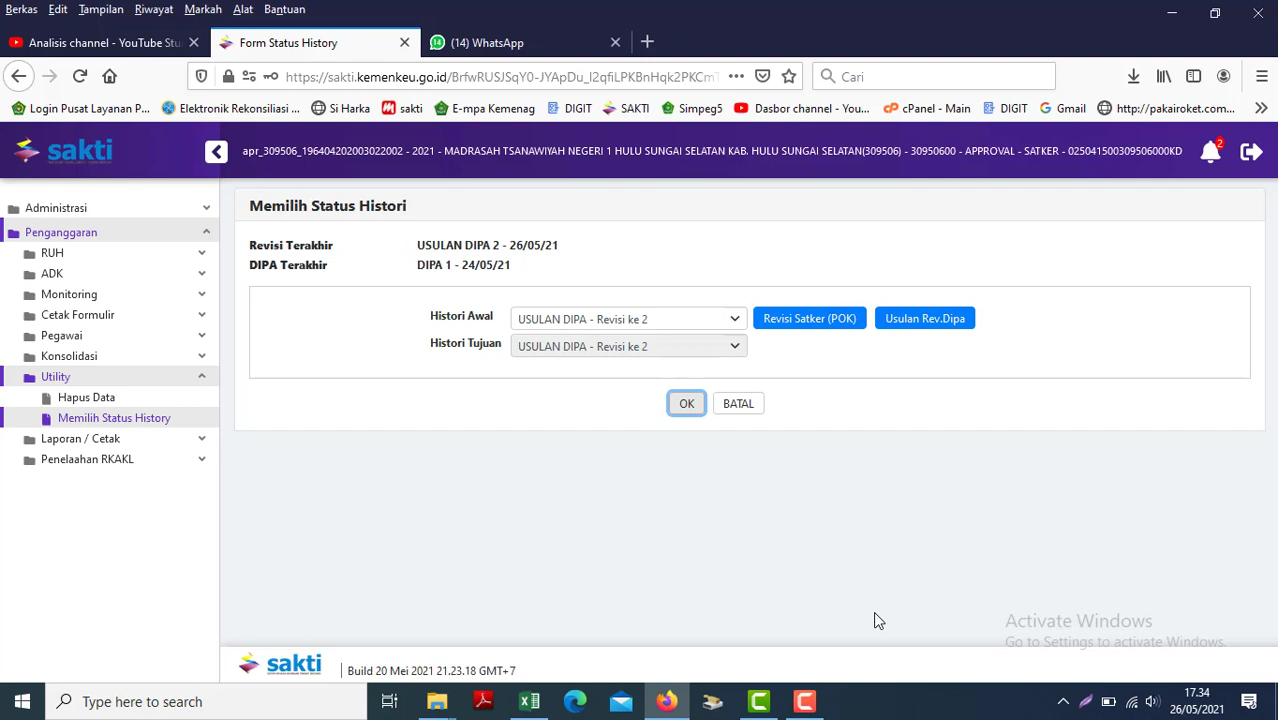 Berkas Edit Tampilan Riwayat Markah Alat Bantuan
Analisis channel - YouTube Stu
Form Status History
(14) WhatsApp
https://sakti.kemenkeu.go.id/BrfwRUSJSqY0-JYApDu_I2qfiLPKBnHqk2PKCmT
Cari
Login Pusat Layanan P... Elektronik Rekonsiliasi ... Si Harka sakti E-mpa Kemenag DIGIT SAKTI Simpeg5 Dasbor channel - You... cPanel - Main DIGIT Gmail http://pakairoket.com...
sakti
apr_309506_196404202003022002 - 2021 - MADRASAH TSANAWIYAH NEGERI 1 HULU SUNGAI SELATAN KAB. HULU SUNGAI SELATAN(309506) - 30950600 - APPROVAL - SATKER - 025041500309506000KD
2
Administrasi
Penganggaran
RUH
ADK
Monitoring
Cetak Formulir
Pegawai
Konsolidasi
Utility
Hapus Data
Memilih Status History
Laporan / Cetak
Penelaahan RKAKL
Memilih Status Histori
Revisi Terakhir USULAN DIPA 2 - 26/05/21
DIPA Terakhir DIPA 1 - 24/05/21
Histori Awal USULAN DIPA - Revisi ke 2 Revisi Satker (POK) Usulan Rev.Dipa
Histori Tujuan USULAN DIPA - Revisi ke 2
OK BATAL
Activate Windows
Go to Settings to activate Windows.
sakti Build 20 Mei 2021 21.23.18 GMT+7
Type here to search
17.34
26/05/2021